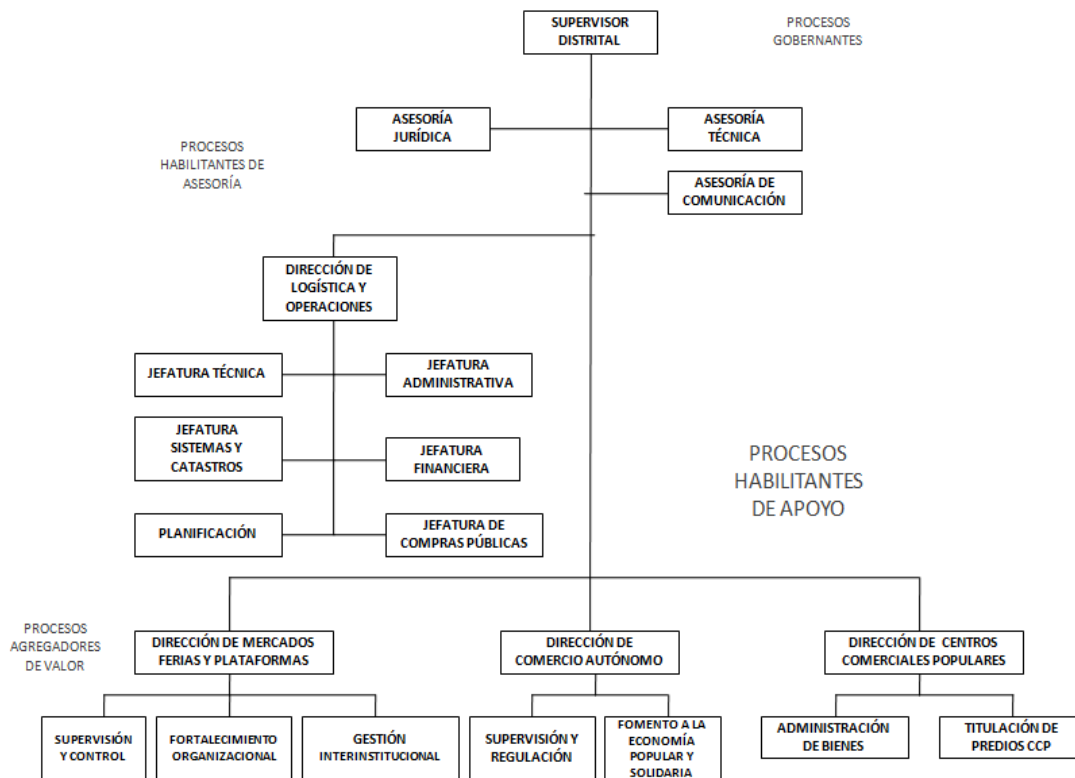 SUPERVISOR
DISTRITAL
PROCESOS
GOBERNANTES
ASESORÍA
JURÍDICA
ASESORÍA
TÉCNICA
PROCESOS
HABILITANTES DE
ASESORÍA
ASESORÍA DE
COMUNICACIÓN
DIRECCIÓN DE
LOGÍSTICA Y
OPERACIONES
JEFATURA TÉCNICA
JEFATURA
ADMINISTRATIVA
JEFATURA
SISTEMAS Y
CATASTROS
JEFATURA
FINANCIERA
PROCESOS
HABILITANTES
DE APOYO
PLANIFICACIÓN
JEFATURA DE
COMPRAS PÚBLICAS
PROCESOS
AGREGADORES
DE VALOR
DIRECCIÓN DE MERCADOS
FERIAS Y PLATAFORMAS
DIRECCIÓN DE
COMERCIO AUTÓNOMO
DIRECCIÓN DE CENTROS
COMERCIALES POPULARES
SUPERVISIÓN
Y CONTROL
FORTALECIMIENTO
ORGANIZACIONAL
GESTIÓN
INTERINSTITUCIONAL
SUPERVISIÓN Y
REGULACIÓN
FOMENTO A LA
ECONOMÍA
POPULAR Y
SOLIDARIA
ADMINISTRACIÓN
DE BIENES
TITULACIÓN DE
PREDIOS CCP